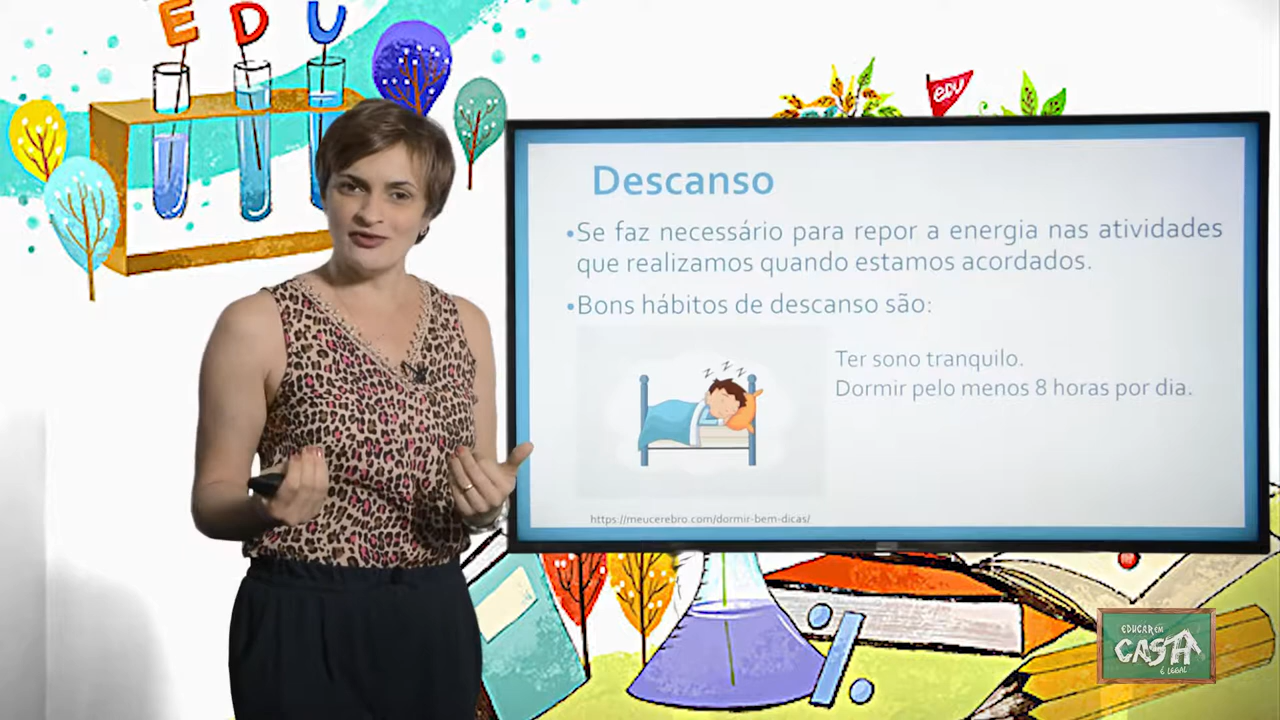 EDU
EDU
Descanso
•Se faz necessário para repor a energia nas atividades
que realizamos quando estamos acordados.
•Bons hábitos de descanso são:
z z z z
Ter sono tranquilo.
Dormir pelo menos 8 horas por dia.
https://meucerebro.com/dormir-bem-dicas/
EDUCAR EM
CASA
É LEGAL